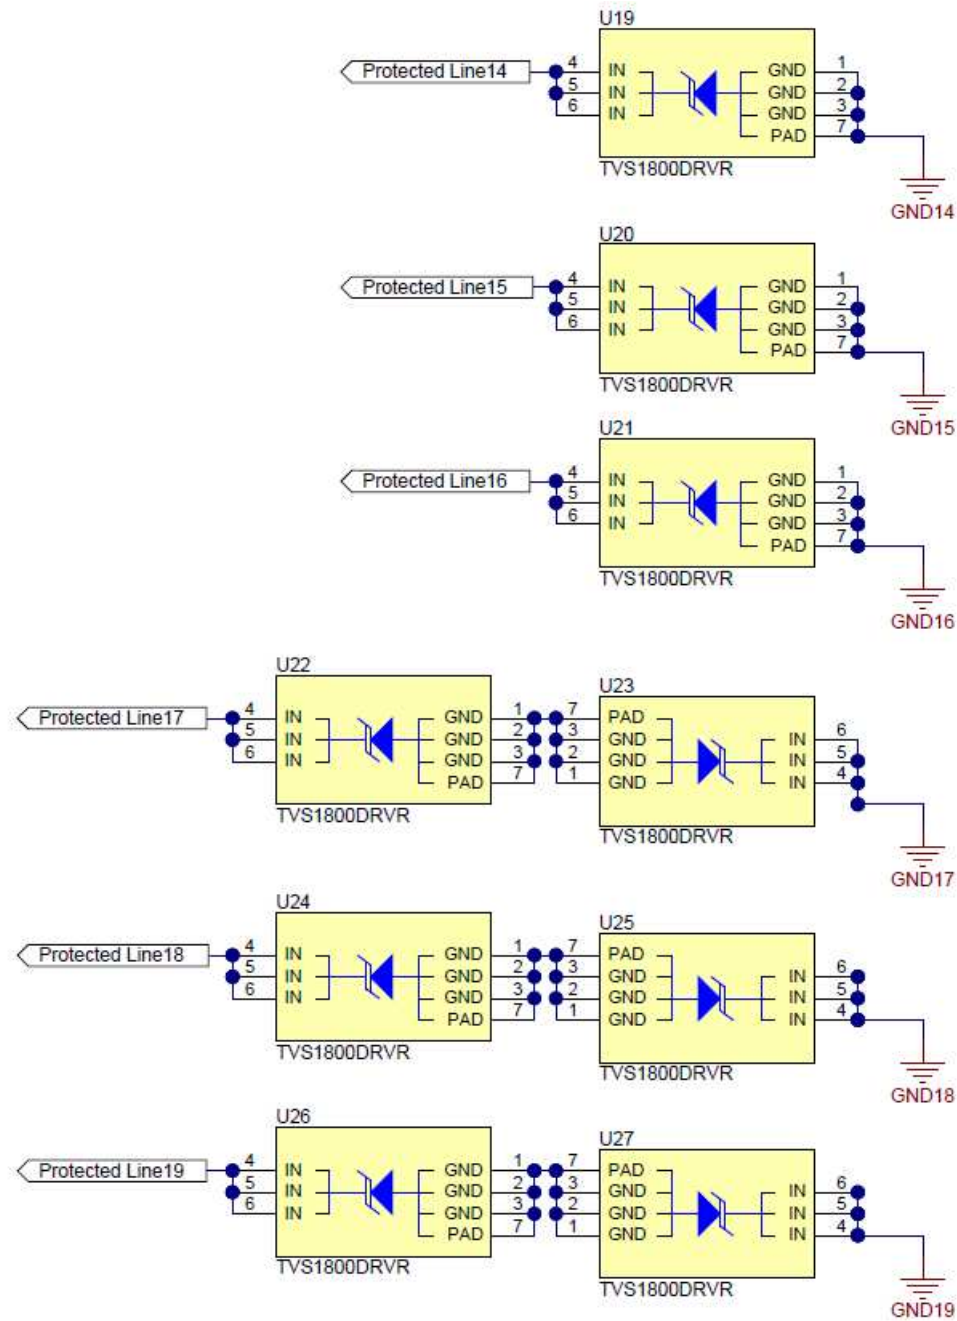 U19
Protected Line14
4 IN GND 1
5 IN GND 2
6 IN GND 3
PAD 7
TVS1800DRVR
GND14
U20
Protected Line15
4 IN GND 1
5 IN GND 2
6 IN GND 3
PAD 7
TVS1800DRVR
GND15
U21
Protected Line16
4 IN GND 1
5 IN GND 2
6 IN GND 3
PAD 7
TVS1800DRVR
GND16
U22
U23
Protected Line17
4 IN GND 1 7 PAD
5 IN GND 2 3 GND IN 6
6 IN GND 3 2 GND IN 5
PAD 7 1 GND IN 4
TVS1800DRVR
TVS1800DRVR
GND17
U24
U25
Protected Line18
4 IN GND 1 7 PAD
5 IN GND 2 3 GND IN 6
6 IN GND 3 2 GND IN 5
PAD 7 1 GND IN 4
TVS1800DRVR
TVS1800DRVR
GND18
U26
U27
Protected Line19
4 IN GND 1 7 PAD
5 IN GND 2 3 GND IN 6
6 IN GND 3 2 GND IN 5
PAD 7 1 GND IN 4
TVS1800DRVR
TVS1800DRVR
GND19